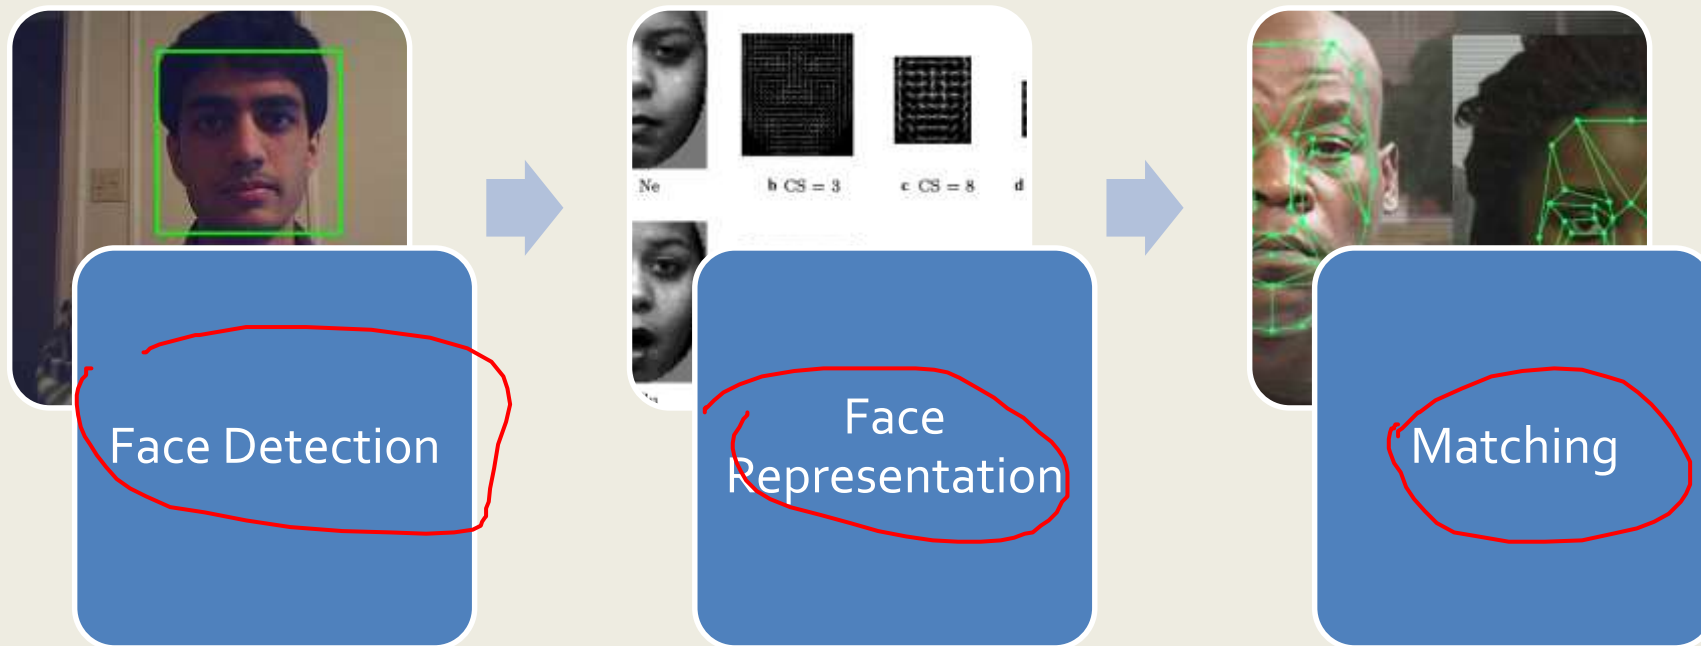 Ne
b CS = 3
c CS = 8
d
Face Detection
Face
Representation
Matching